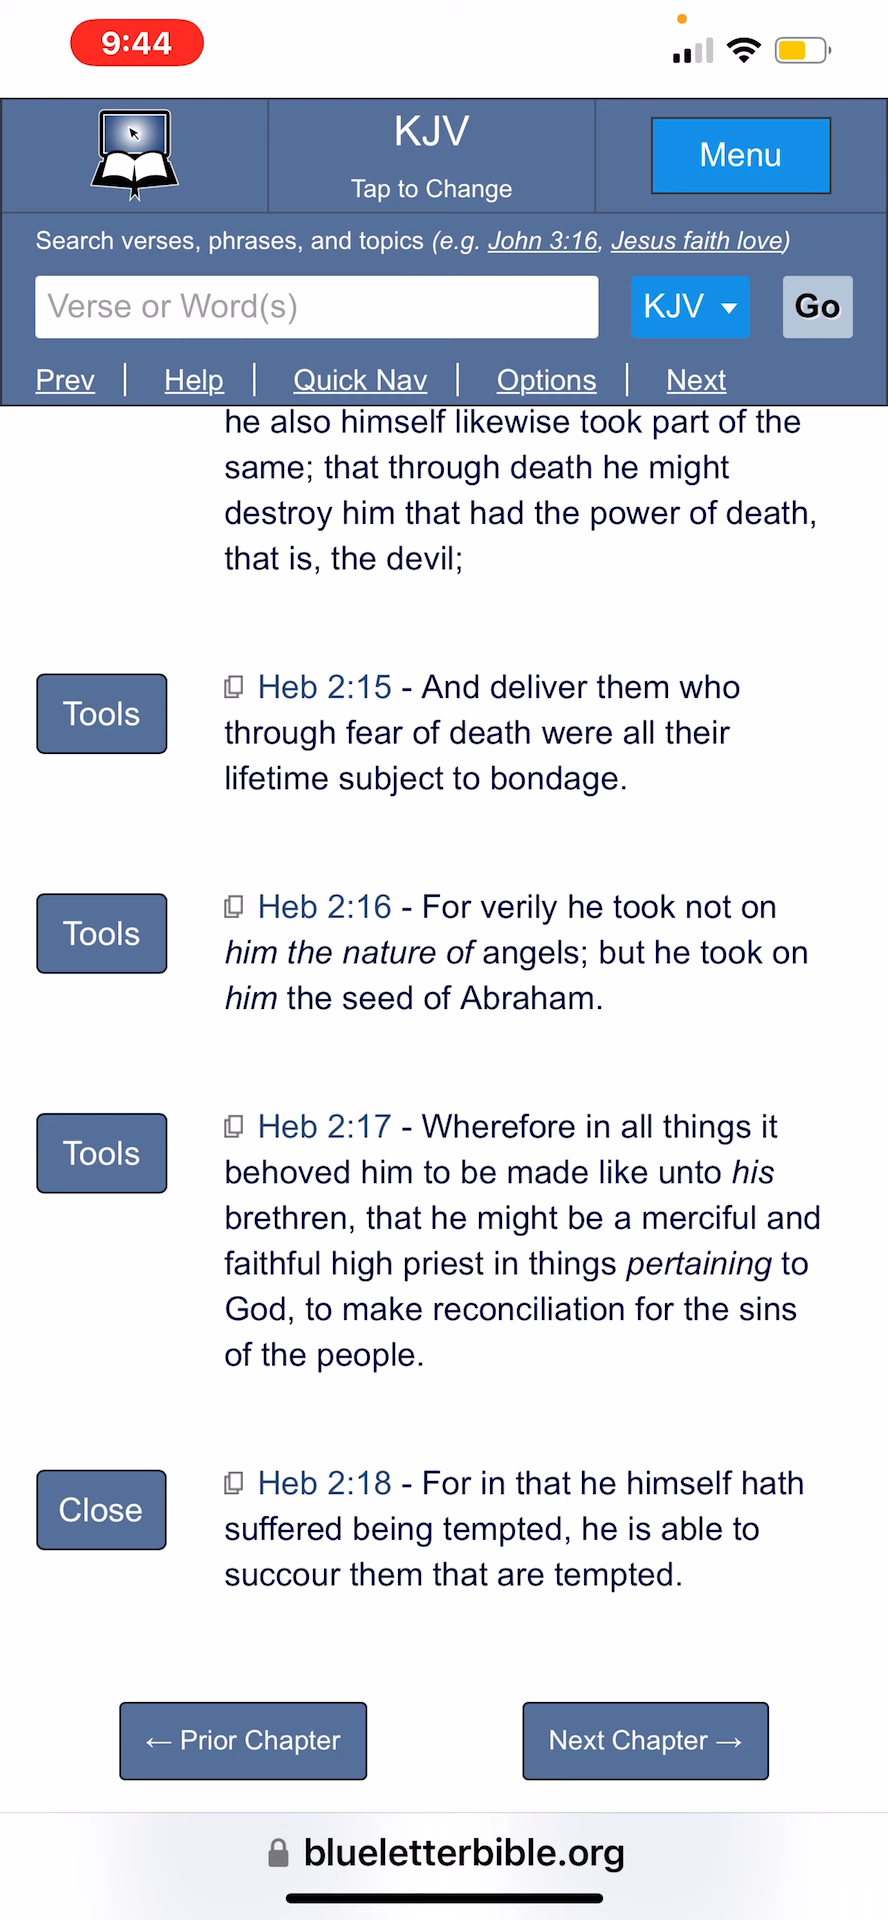 9:44
KJV
Tap to Change
Menu
Search verses, phrases, and topics (e.g. John 3:16, Jesus faith love)
Verse or Word(s)
KJV
Go
Prev | Help | Quick Nav | Options | Next
he also himself likewise took part of the
same; that through death he might
destroy him that had the power of death,
that is, the devil;
Tools
Heb 2:15 - And deliver them who
through fear of death were all their
lifetime subject to bondage.
Tools
Heb 2:16 - For verily he took not on
him the nature of angels; but he took on
him the seed of Abraham.
Tools
Heb 2:17 - Wherefore in all things it
behoved him to be made like unto his
brethren, that he might be a merciful and
faithful high priest in things pertaining to
God, to make reconciliation for the sins
of the people.
Close
Heb 2:18 - For in that he himself hath
suffered being tempted, he is able to
succour them that are tempted.
← Prior Chapter
Next Chapter →
blueletterbible.org